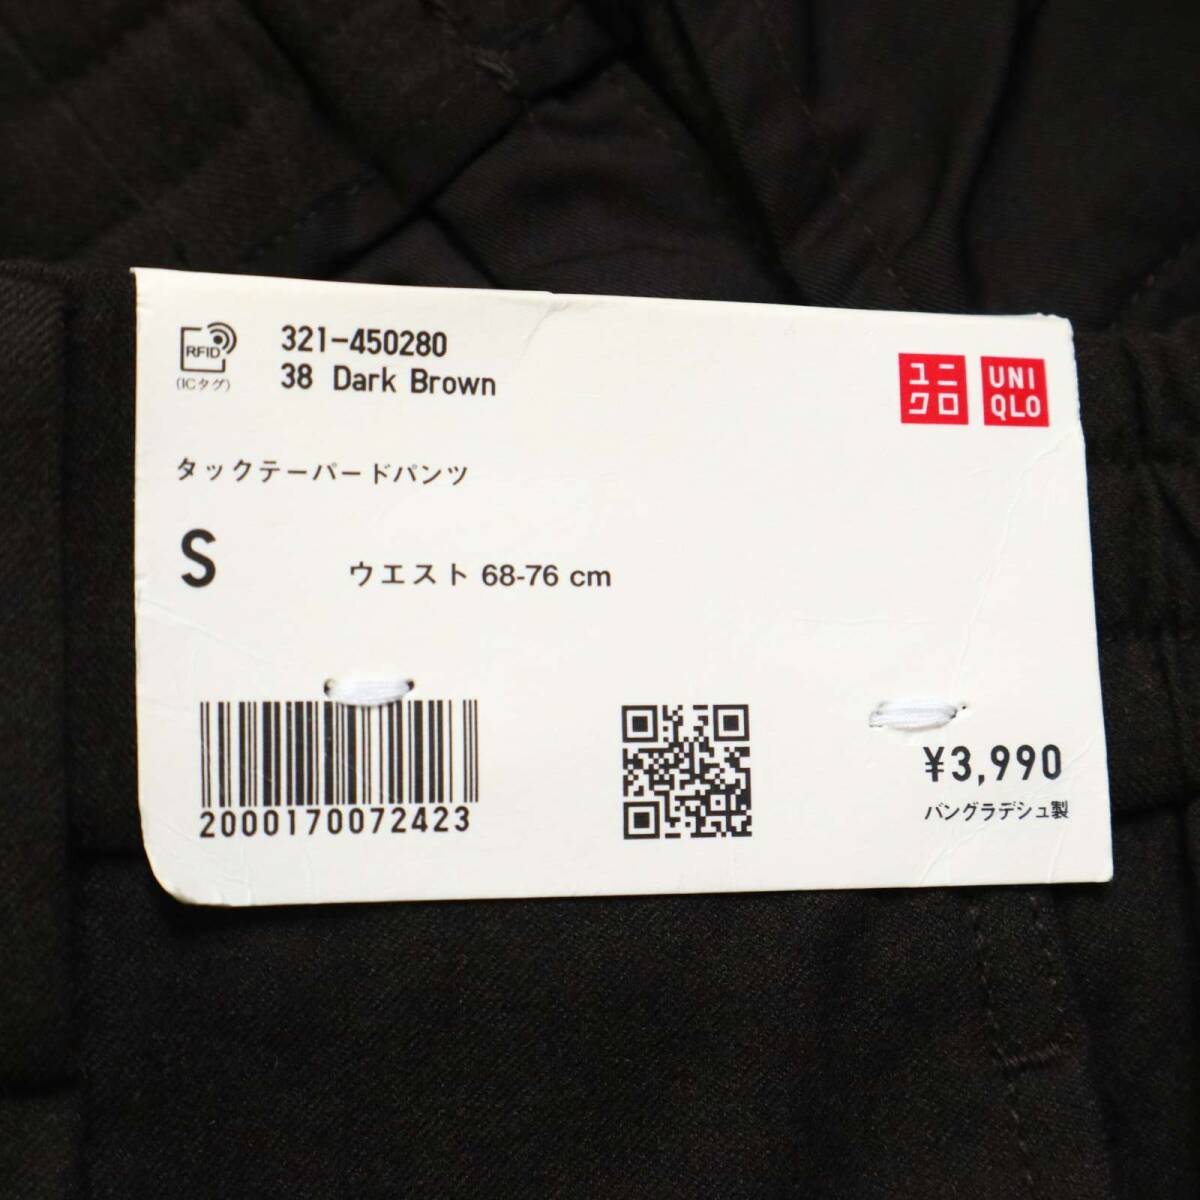 RFID
(ICタグ)
321-450280
38 Dark Brown
ユニ
クロ
UNI
QLO
タックテーパードパンツ
S
ウエスト 68-76 cm
2000170072423
¥3,990
バングラデシュ製